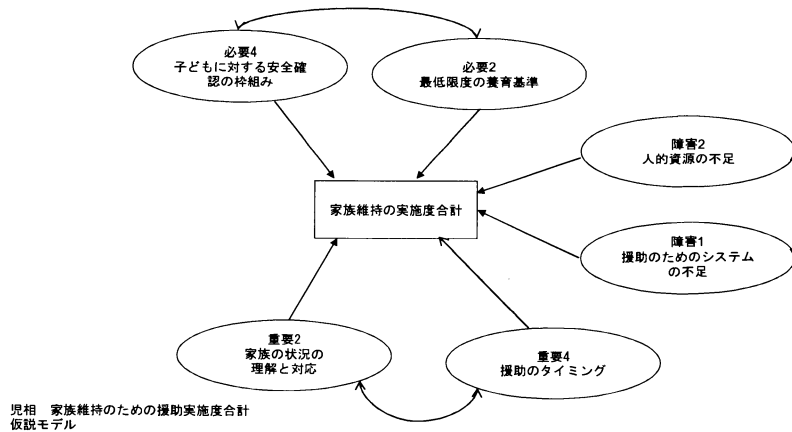 必要4
子どもに対する安全確
認の枠組み
必要2
最低限度の養育基準
障害2
人的資源の不足
家族維持の実施度合計
障害1
援助のためのシステム
の不足
重要2
家族の状況の
理解と対応
重要4
援助のタイミング
児相 家族維持のための援助実施度合計
仮説モデル